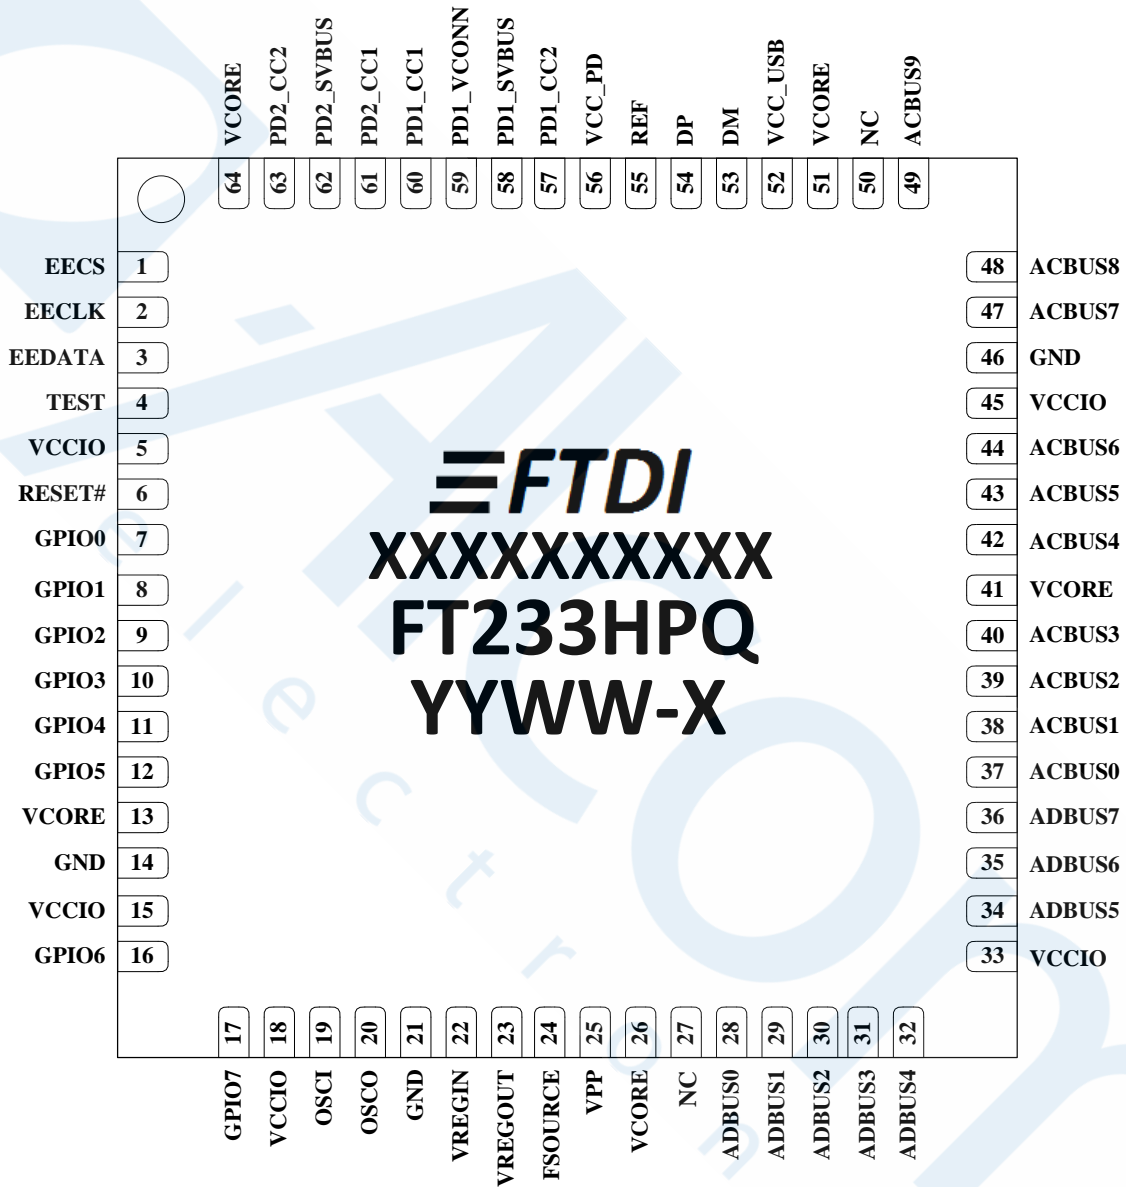 VCORE
PD2_CC2
PD2_SVBUS
PD2_CC1
PD1_CC1
PD1_VCONN
PD1_SVBUS
PD1_CC2
VCC_PD
REF
DP
DM
VCC_USB
VCORE
NC
ACBUS9
64 63 62 61 60 59 58 57 56 55 54 53 52 51 50 49
EECS 1
EECLK 2
EEDATA 3
TEST 4
VCCIO 5
RESET# 6
GPIO0 7
GPIO1 8
GPIO2 9
GPIO3 10
GPIO4 11
GPIO5 12
VCORE 13
GND 14
VCCIO 15
GPIO6 16
FTDI
XXXXXXXXXX
FT233HPQ
YYWW-X
48 ACBUS8
47 ACBUS7
46 GND
45 VCCIO
44 ACBUS6
43 ACBUS5
42 ACBUS4
41 VCORE
40 ACBUS3
39 ACBUS2
38 ACBUS1
37 ACBUS0
36 ADBUS7
35 ADBUS6
34 ADBUS5
33 VCCIO
17 18 19 20 21 22 23 24 25 26 27 28 29 30 31 32
GPIO7
VCCIO
OSCI
OSCO
GND
VREGIN
VREGOUT
FSOURCE
VPP
VCORE
NC
ADBUS0
ADBUS1
ADBUS2
ADBUS3
ADBUS4